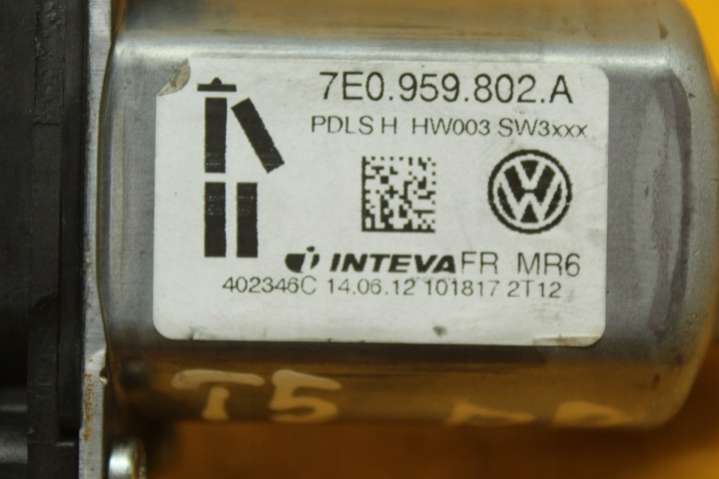 7E0.959.802.A
PDLS H HW003 SW3xxx
INTEVA FR MR6
402346C 14.06.12 101817 2T12
T5